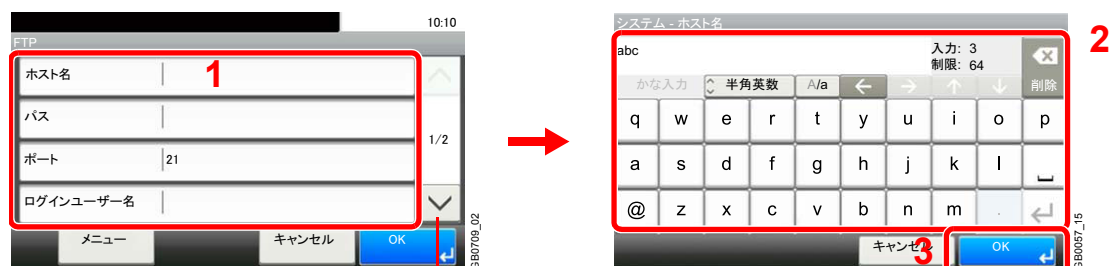 10:10
FTP
1
ホスト名
パス
ポート 21
ログインユーザー名
1/2
メニュー キャンセル OK
GB0709_02
システム - ホスト名
2
abc 入力: 3
制限: 64
かな入力 半角英数 A/a 削除
q w e r t y u i o p
a s d f g h j k l
@ z x c v b n m .
キャンセル OK
3
GB0057_15